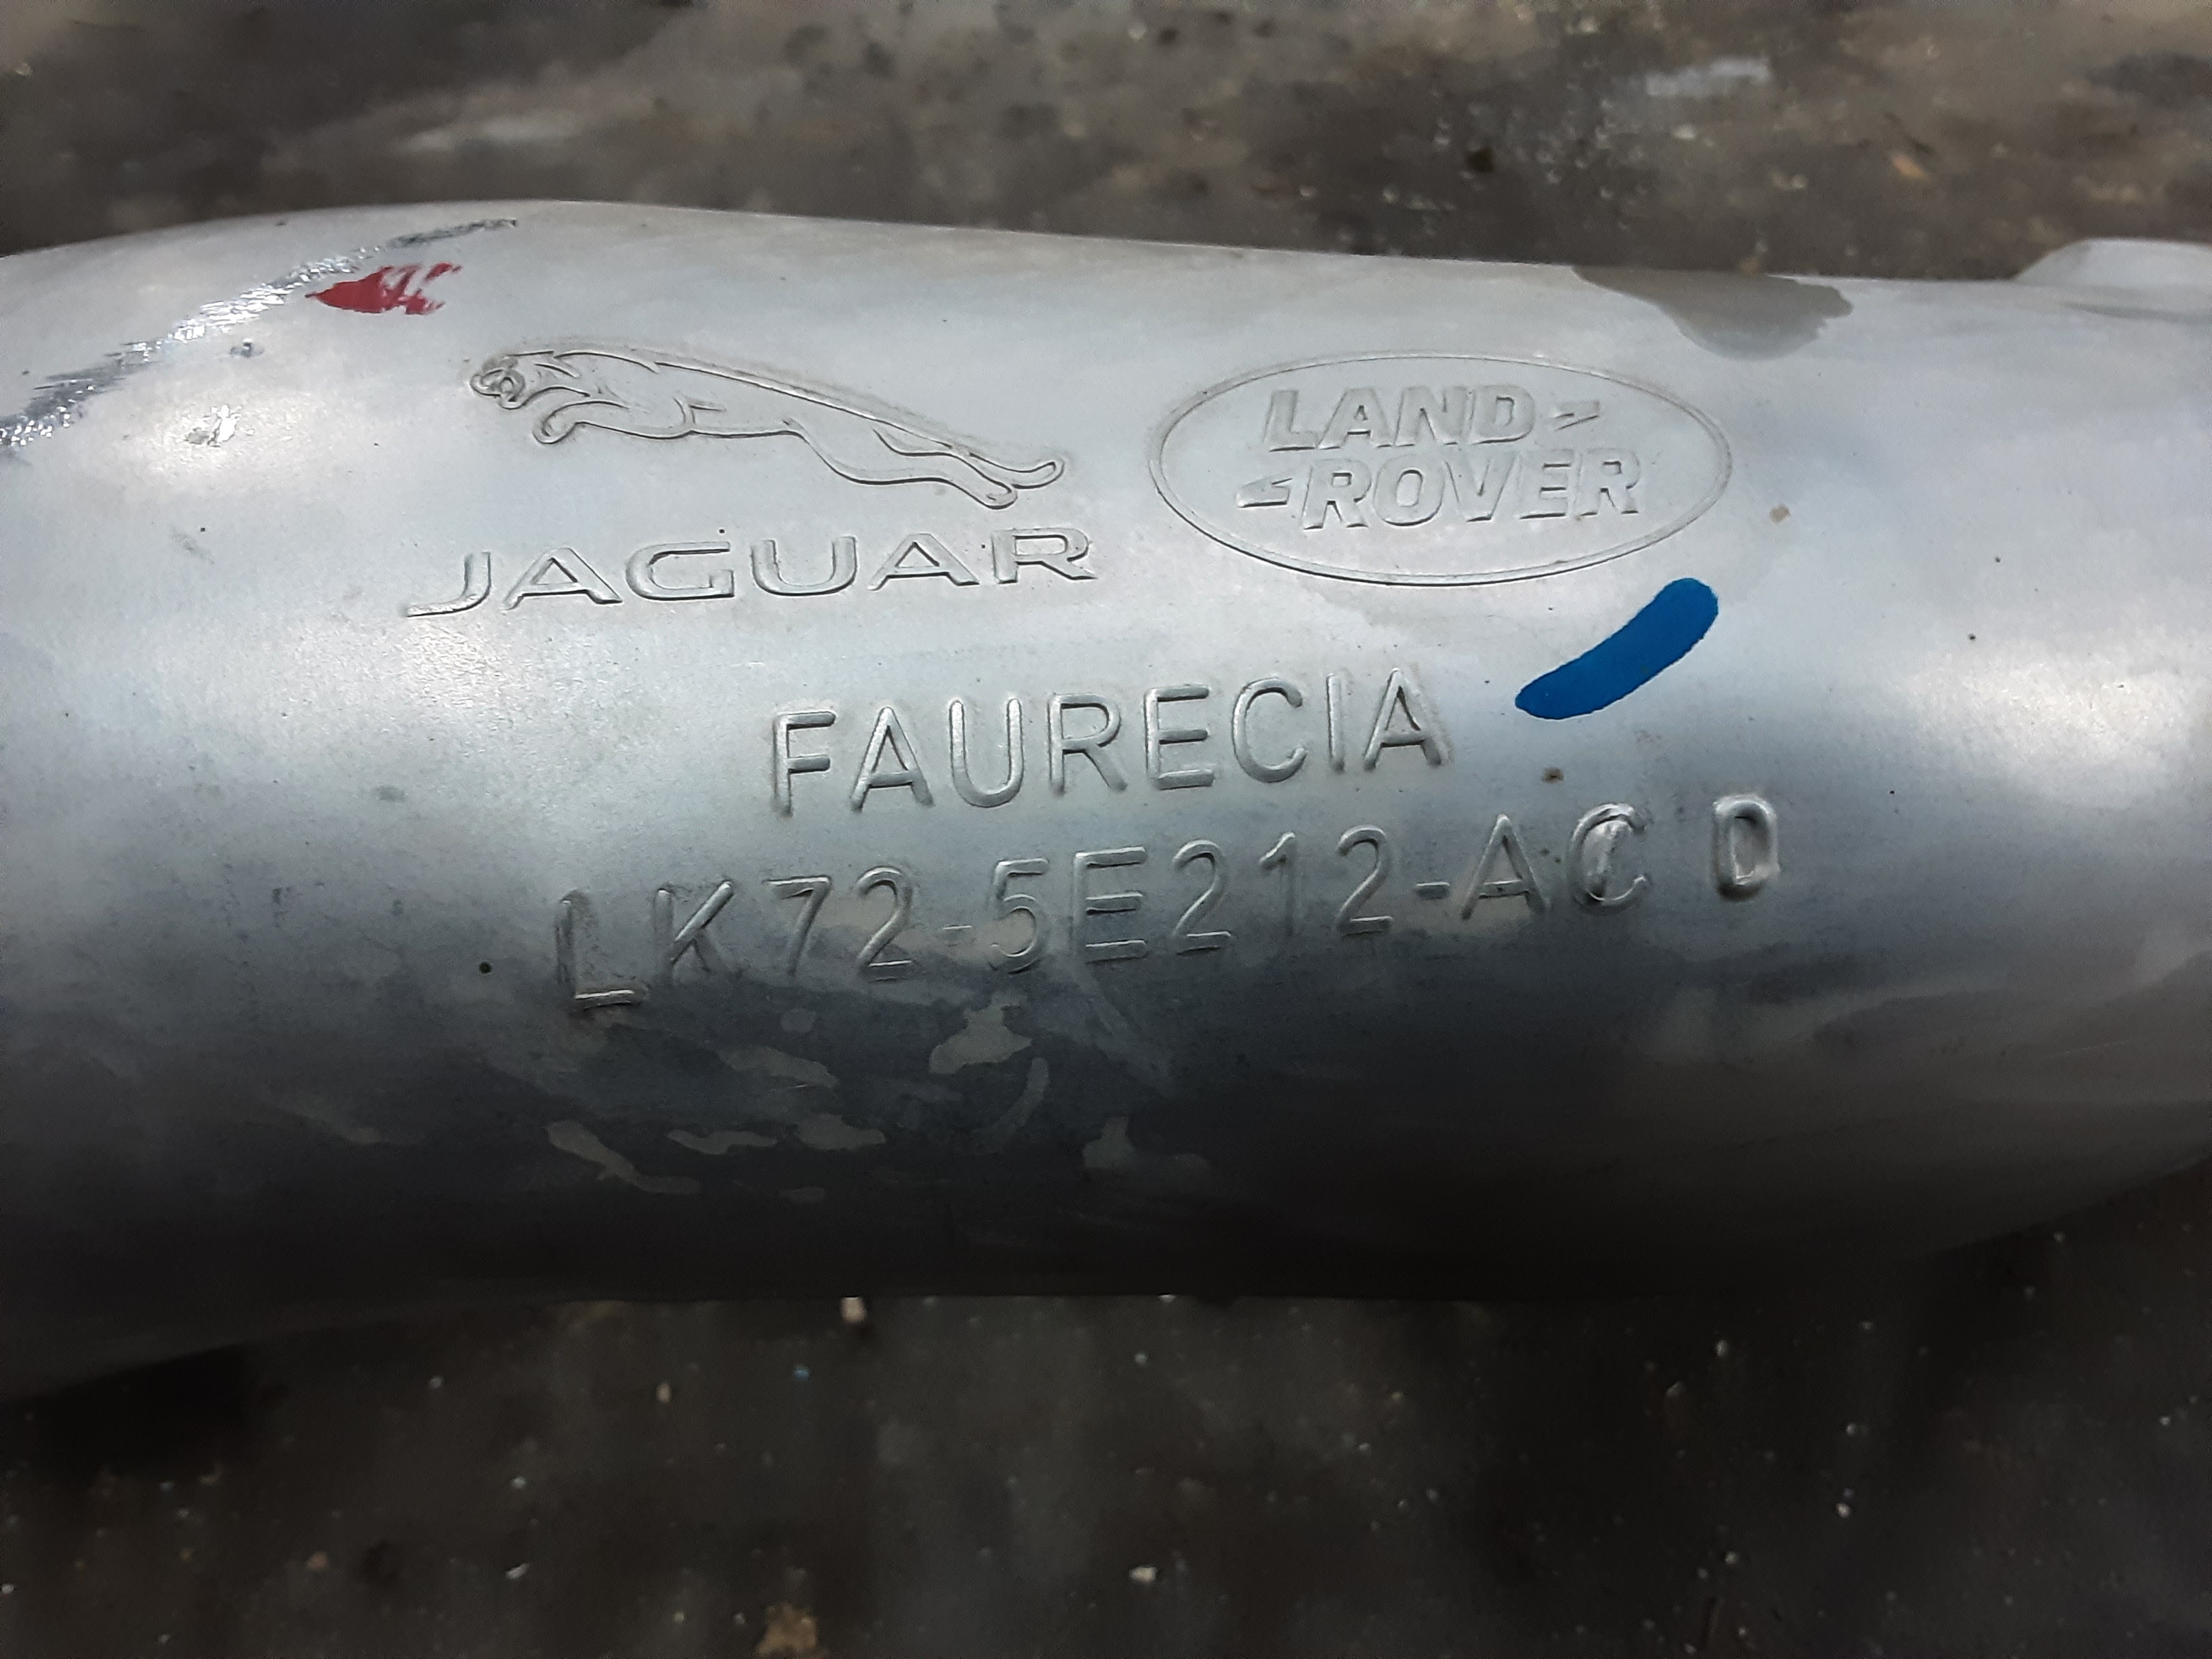 JAGUAR
LAND
ROVER
FAURECIA
LK72-5E212-AC D